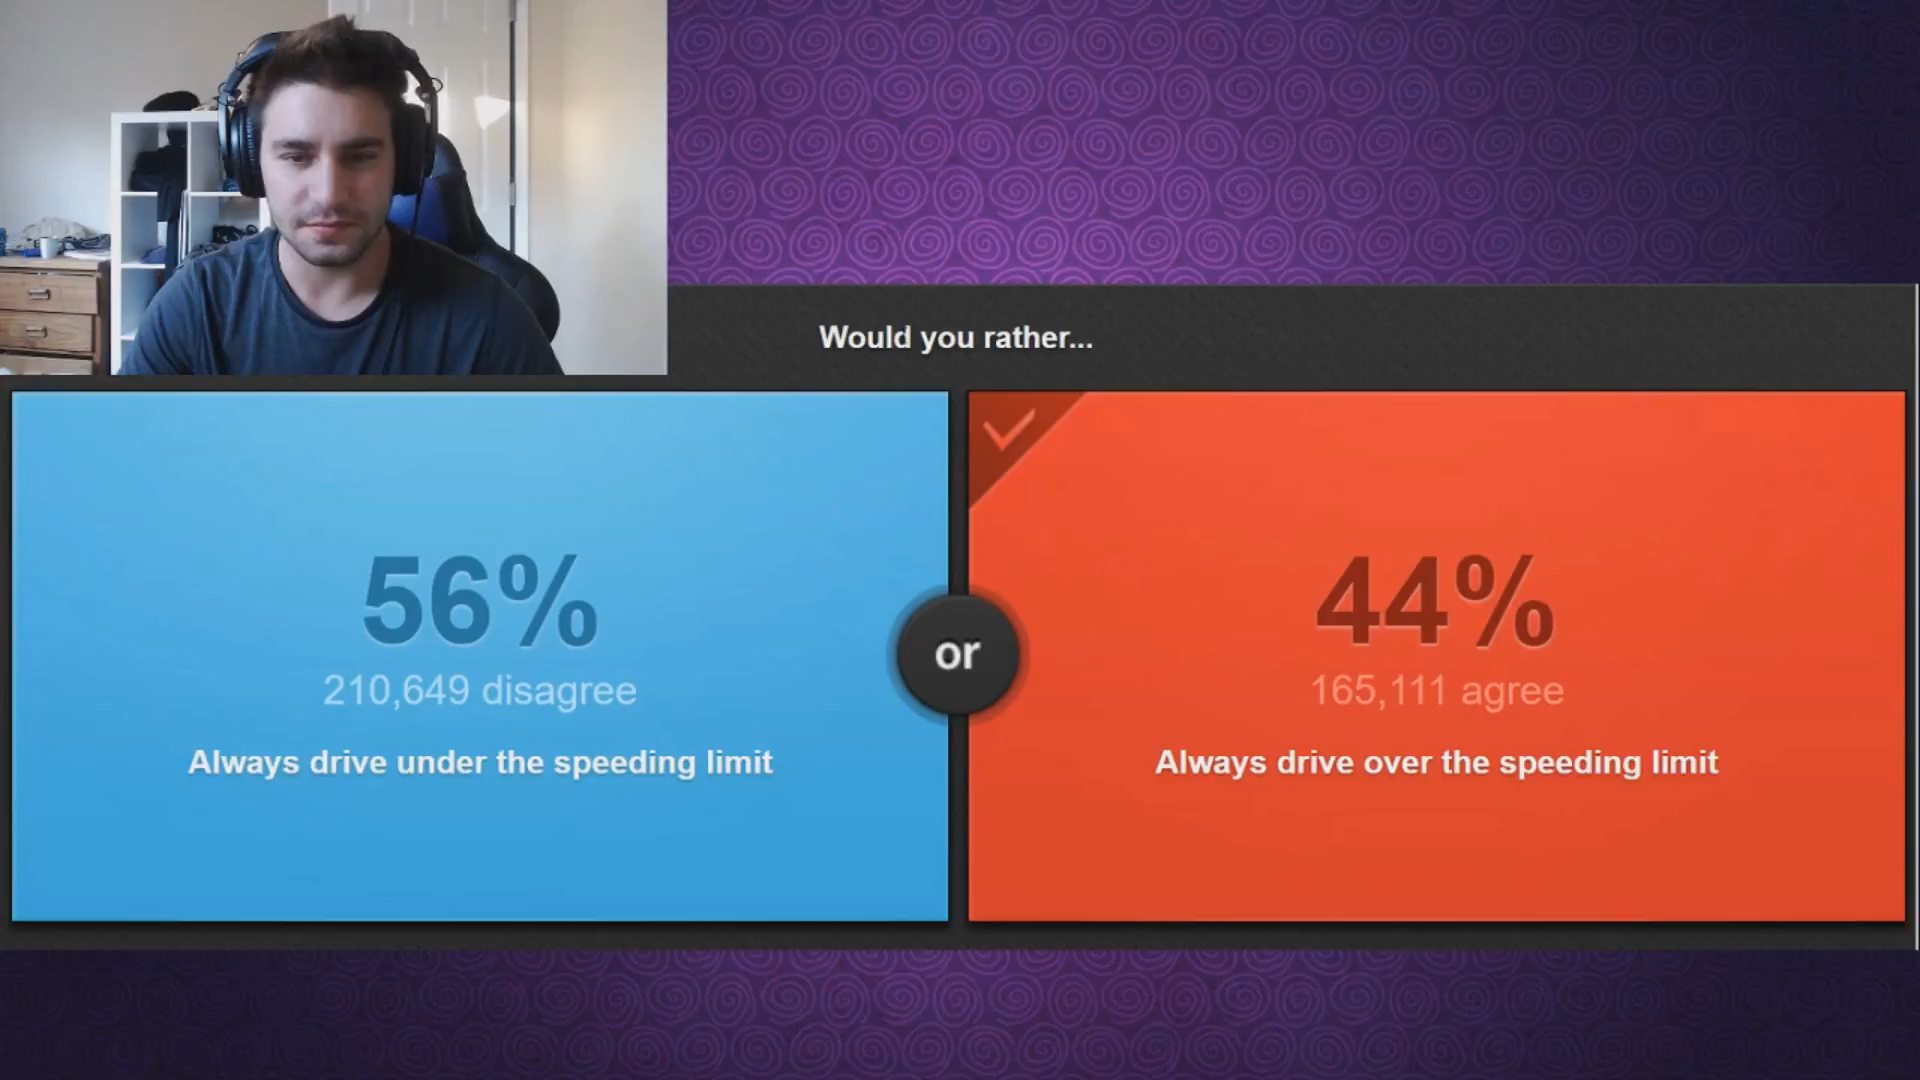 Would you rather...
56%
210,649 disagree
Always drive under the speeding limit
or
44%
165,111 agree
Always drive over the speeding limit